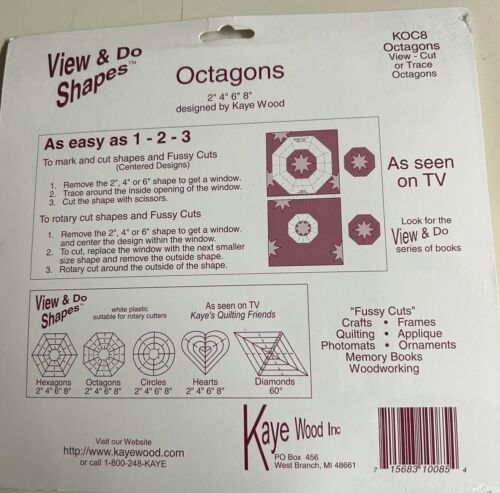 View & Do
Shapes™
Octagons
2" 4" 6" 8"
designed by Kaye Wood
KOC8
Octagons
View - Cut
or Trace
Octagons
As easy as 1 - 2 - 3
To mark and cut shapes and Fussy Cuts
(Centered Designs)
1. Remove the 2", 4" or 6" shape to get a window.
2. Trace around the inside opening of the window.
3. Cut the shape with scissors.
To rotary cut shapes and Fussy Cuts
1. Remove the 2", 4" or 6" shape to get a window
and center the design within the window.
2. To cut, replace the window with the next smaller
size shape and remove the outside shape.
3. Rotary cut around the outside of the shape.
As seen
on TV
Look for the
View & Do
series of books
View & Do
Shapes™
white plastic
suitable for rotary cutters
As seen on TV
Kaye's Quilting Friends
Hexagons
2" 4" 6" 8"
Octagons
2" 4" 6" 8"
Circles
2" 4" 6" 8"
Hearts
2" 4" 6" 8"
Diamonds
60°
"Fussy Cuts"
Crafts • Frames
Quilting • Applique
Photomats • Ornaments
Memory Books
Woodworking
Visit our Website
http://www.kayewood.com
or call 1-800-248-KAYE
Kaye Wood Inc
PO Box 456
West Branch, MI 48661
7 15683 10085 4